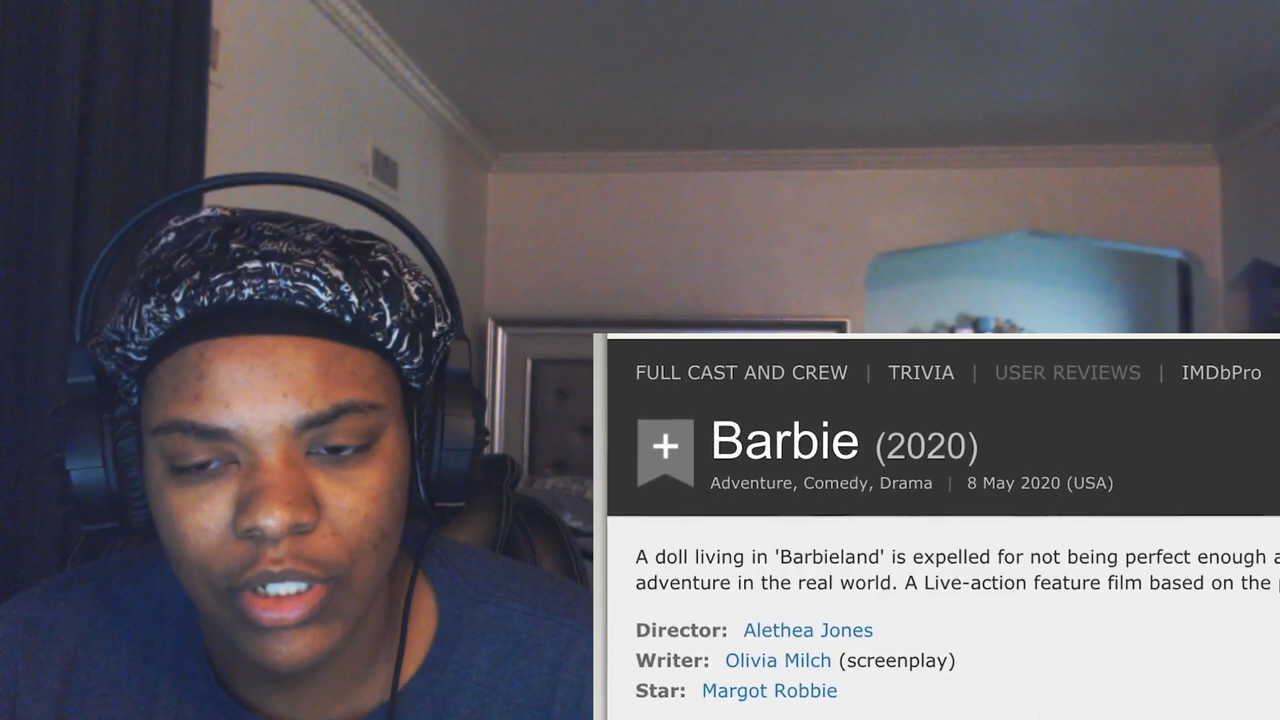 FULL CAST AND CREW | TRIVIA | USER REVIEWS | IMDbPro
+ Barbie (2020)
Adventure, Comedy, Drama | 8 May 2020 (USA)
A doll living in 'Barbieland' is expelled for not being perfect enough a
adventure in the real world. A Live-action feature film based on the
Director: Alethea Jones
Writer: Olivia Milch (screenplay)
Star: Margot Robbie